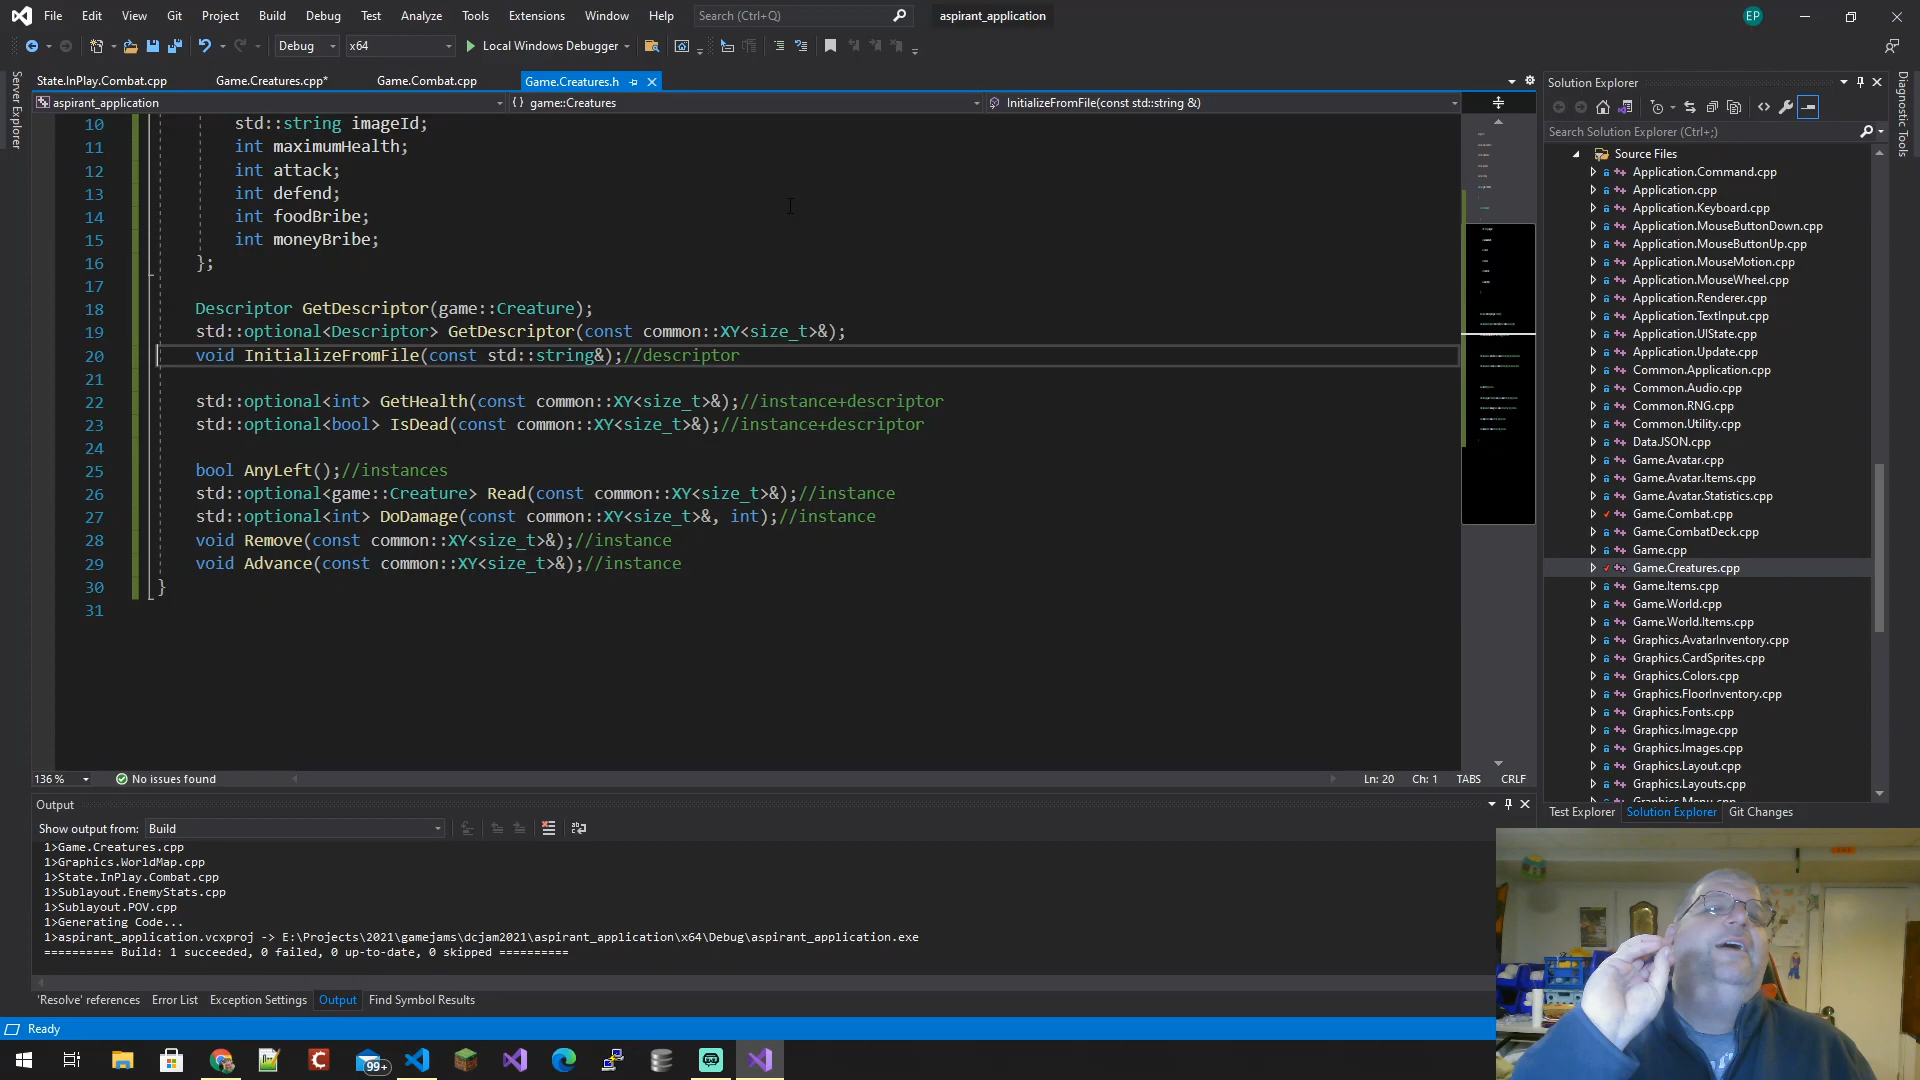 File Edit View Git Project Build Debug Test Analyze Tools Extensions Window Help Search (Ctrl+Q) aspirant_application EP
Debug x64 Local Windows Debugger
State.InPlay.Combat.cpp Game.Creatures.cpp* Game.Combat.cpp Game.Creatures.h
aspirant_application {} game::Creatures InitializeFromFile(const std::string &)
Server Explorer
10 std::string imageId;
11 int maximumHealth;
12 int attack;
13 int defend;
14 int foodBribe;
15 int moneyBribe;
16 };
17
18 Descriptor GetDescriptor(game::Creature);
19 std::optional<Descriptor> GetDescriptor(const common::XY<size_t>&);
20 void InitializeFromFile(const std::string&);//descriptor
21
22 std::optional<int> GetHealth(const common::XY<size_t>&);//instance+descriptor
23 std::optional<bool> IsDead(const common::XY<size_t>&);//instance+descriptor
24
25 bool AnyLeft();//instances
26 std::optional<game::Creature> Read(const common::XY<size_t>&);//instance
27 std::optional<int> DoDamage(const common::XY<size_t>&, int);//instance
28 void Remove(const common::XY<size_t>&);//instance
29 void Advance(const common::XY<size_t>&);//instance
30 }
31
136 % No issues found Ln: 20 Ch: 1 TABS CRLF
Output
Show output from: Build
1>Game.Creatures.cpp
1>Graphics.WorldMap.cpp
1>State.InPlay.Combat.cpp
1>Sublayout.EnemyStats.cpp
1>Sublayout.POV.cpp
1>Generating Code...
1>aspirant_application.vcxproj -> E:\Projects\2021\gamejams\dcjam2021\aspirant_application\x64\Debug\aspirant_application.exe
========== Build: 1 succeeded, 0 failed, 0 up-to-date, 0 skipped ==========
'Resolve' references Error List Exception Settings Output Find Symbol Results
Ready
99+
Solution Explorer
Search Solution Explorer (Ctrl+;)
Source Files
Application.Command.cpp
Application.cpp
Application.Keyboard.cpp
Application.MouseButtonDown.cpp
Application.MouseButtonUp.cpp
Application.MouseMotion.cpp
Application.MouseWheel.cpp
Application.Renderer.cpp
Application.TextInput.cpp
Application.UIState.cpp
Application.Update.cpp
Common.Application.cpp
Common.Audio.cpp
Common.RNG.cpp
Common.Utility.cpp
Data.JSON.cpp
Game.Avatar.cpp
Game.Avatar.Items.cpp
Game.Avatar.Statistics.cpp
Game.Combat.cpp
Game.CombatDeck.cpp
Game.cpp
Game.Creatures.cpp
Game.Items.cpp
Game.World.cpp
Game.World.Items.cpp
Graphics.AvatarInventory.cpp
Graphics.CardSprites.cpp
Graphics.Colors.cpp
Graphics.FloorInventory.cpp
Graphics.Fonts.cpp
Graphics.Image.cpp
Graphics.Images.cpp
Graphics.Layout.cpp
Graphics.Layouts.cpp
Graphics.Menu.cpp
Test Explorer Solution Explorer Git Changes
Diagnostic Tools